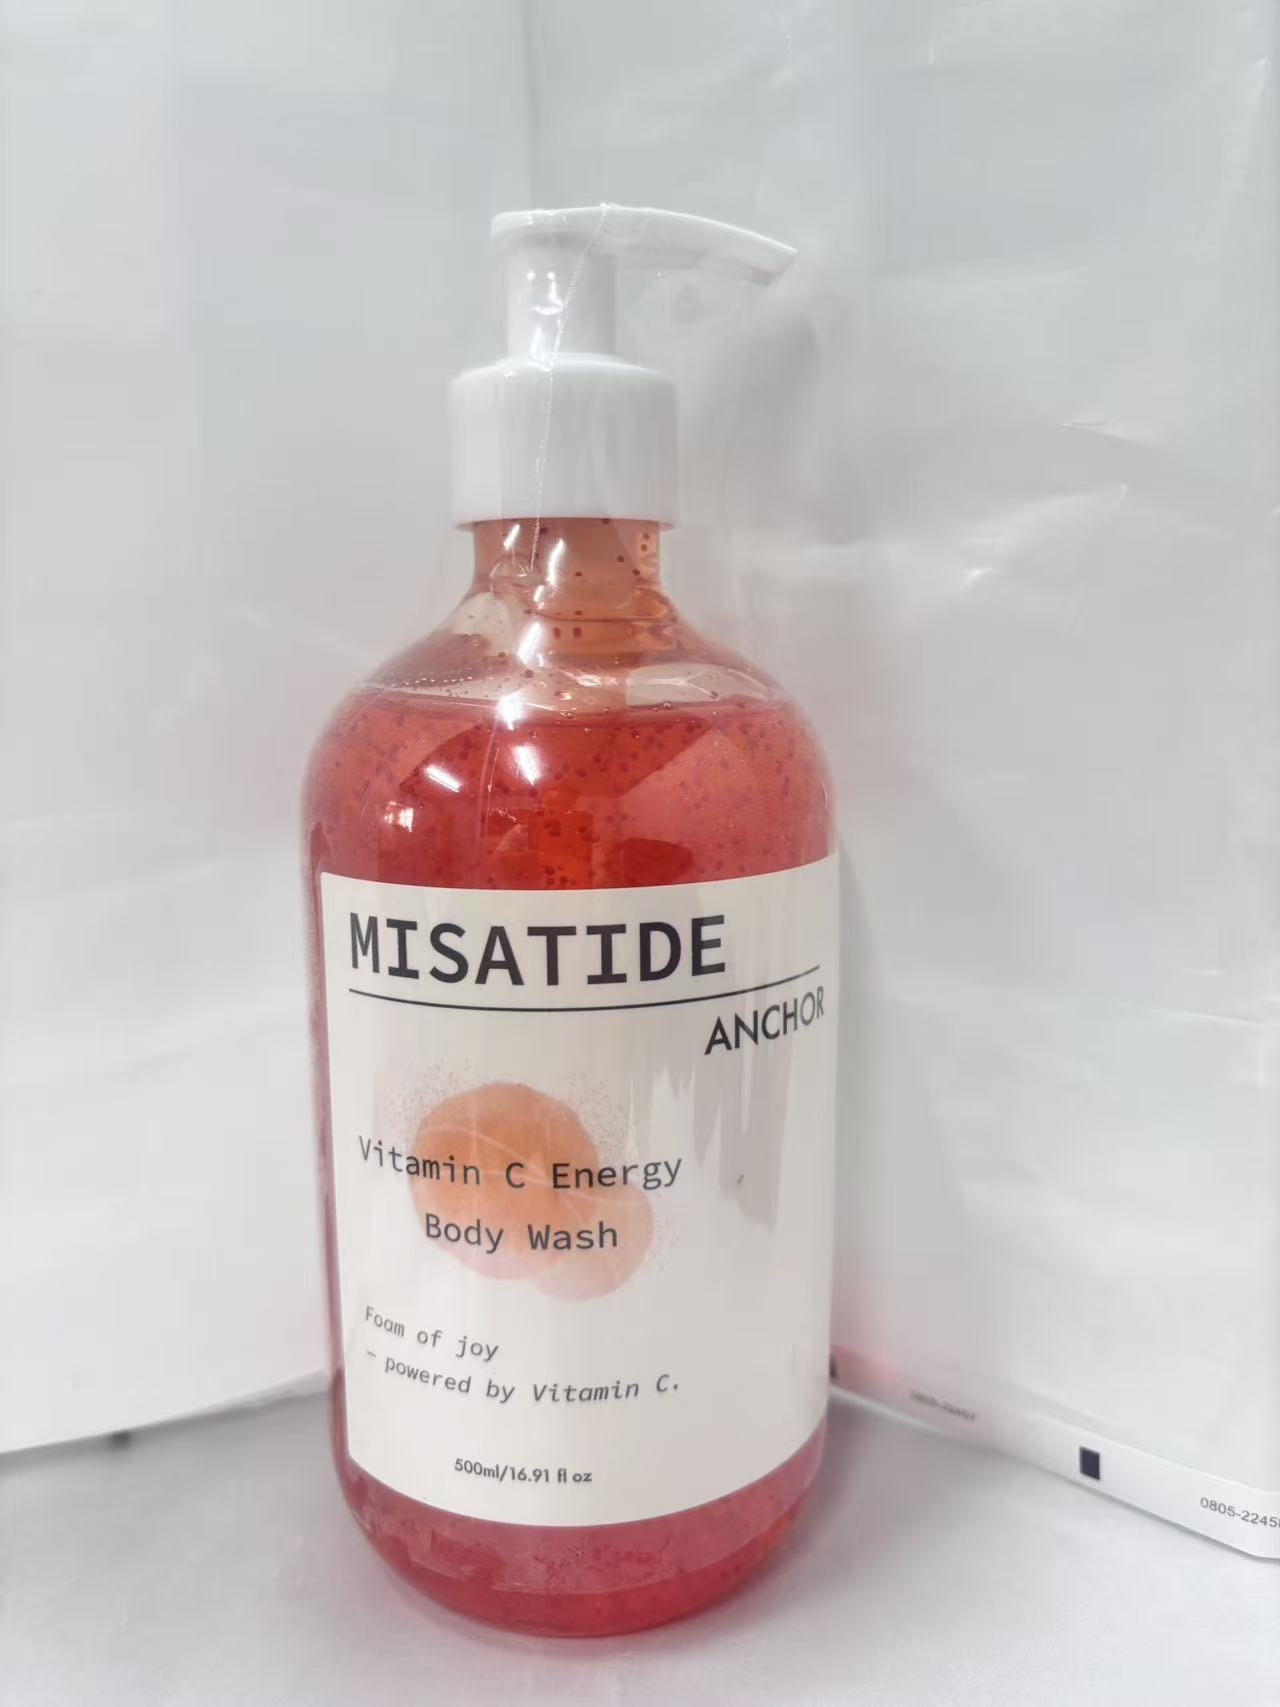 MISATIDE
ANCHOR
Vitamin C Energy
Body Wash
Foam of joy
– powered by Vitamin C.
500ml/16.91 fl oz